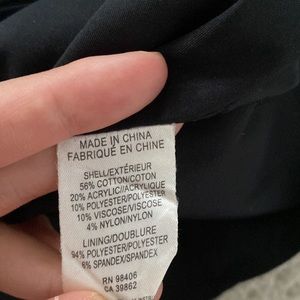 MADE IN CHINA
FABRIQUÉ EN CHINE
SHELL/EXTÉRIEUR
56% COTTON/COTON
20% ACRYLIC/ACRYLIQUE
10% POLYESTER/POLYESTER
10% VISCOSE/VISCOSE
4% NYLON/NYLON
LINING/DOUBLURE
94% POLYESTER/POLYESTER
6% SPANDEX/SPANDEX
RN 98406
CA 39862